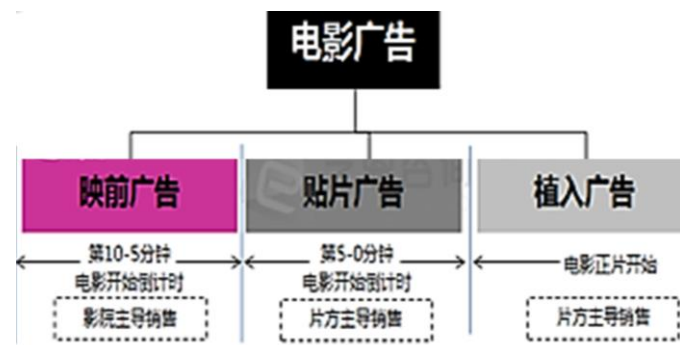 电影广告
映前广告
贴片广告
植入广告
第10-5分钟
电影开始倒计时
影院主导销售
第5-0分钟
电影开始倒计时
片方主导销售
电影正片开始
片方主导销售